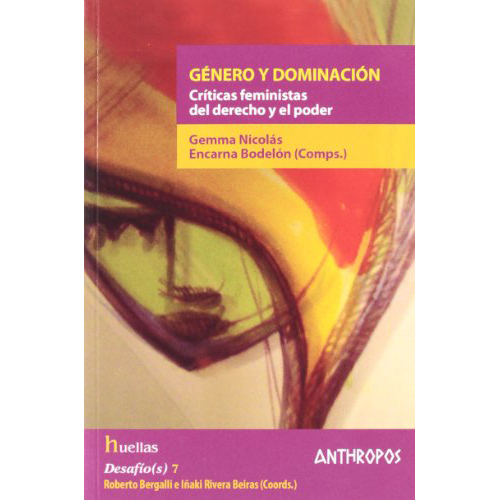 GÉNERO Y DOMINACIÓN
Críticas feministas
del derecho y el poder
Gemma Nicolás
Encarna Bodelón (Comps.)
huellas
Desafío(s) 7
ANTHROPOS
Roberto Bergalli e Iñaki Rivera Beiras (Coords.)